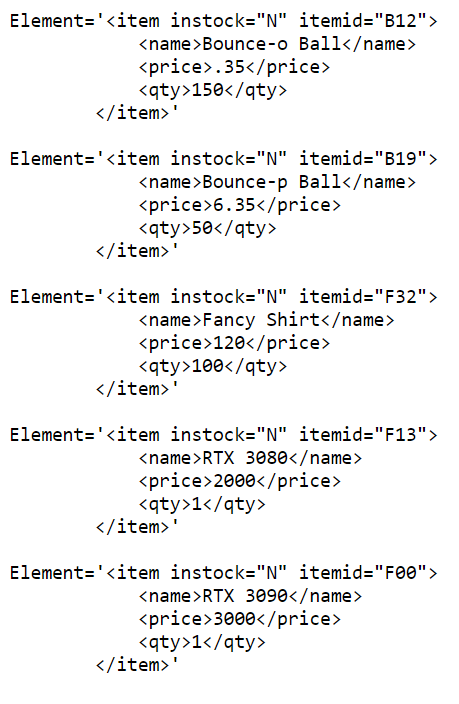 Element='<item instock="N" itemid="B12">
<name>Bounce-o Ball</name>
<price>.35</price>
<qty>150</qty>
</item>'
Element='<item instock="N" itemid="B19">
<name>Bounce-p Ball</name>
<price>6.35</price>
<qty>50</qty>
</item>'
Element='<item instock="N" itemid="F32">
<name>Fancy Shirt</name>
<price>120</price>
<qty>100</qty>
</item>'
Element='<item instock="N" itemid="F13">
<name>RTX 3080</name>
<price>2000</price>
<qty>1</qty>
</item>'
Element='<item instock="N" itemid="F00">
<name>RTX 3090</name>
<price>3000</price>
<qty>1</qty>
</item>'